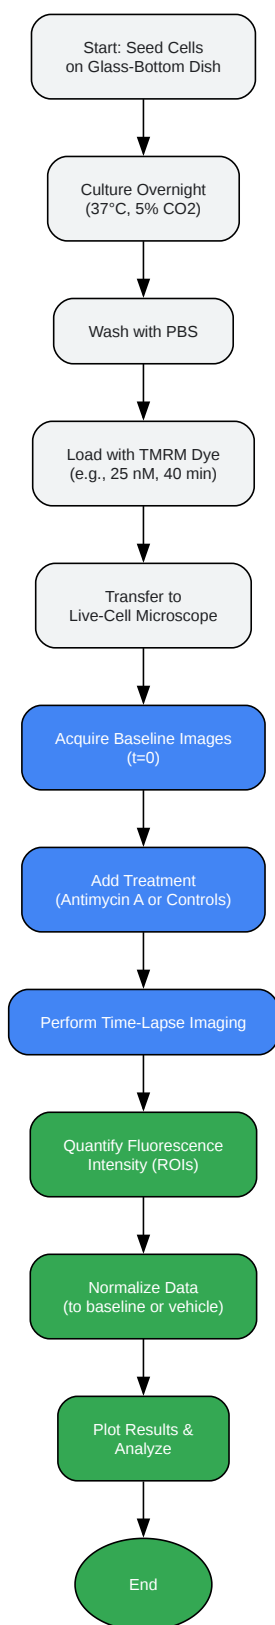 Start: Seed Cells
on Glass-Bottom Dish
Culture Overnight
(37°C, 5% CO2)
Wash with PBS
Load with TMRM Dye
(e.g., 25 nM, 40 min)
Transfer to
Live-Cell Microscope
Acquire Baseline Images
(t=0)
Add Treatment
(Antimycin A or Controls)
Perform Time-Lapse Imaging
Quantify Fluorescence
Intensity (ROIs)
Normalize Data
(to baseline or vehicle)
Plot Results &
Analyze
End